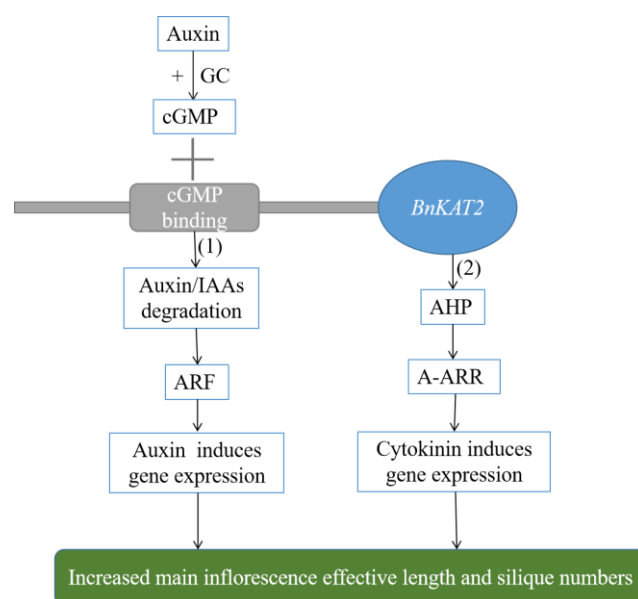 Auxin
+ GC
cGMP
cGMP
binding
BnKAT2
(1)
(2)
Auxin/IAAs
degradation
AHP
ARF
A-ARR
Auxin induces
gene expression
Cytokinin induces
gene expression
Increased main inflorescence effective length and silique numbers